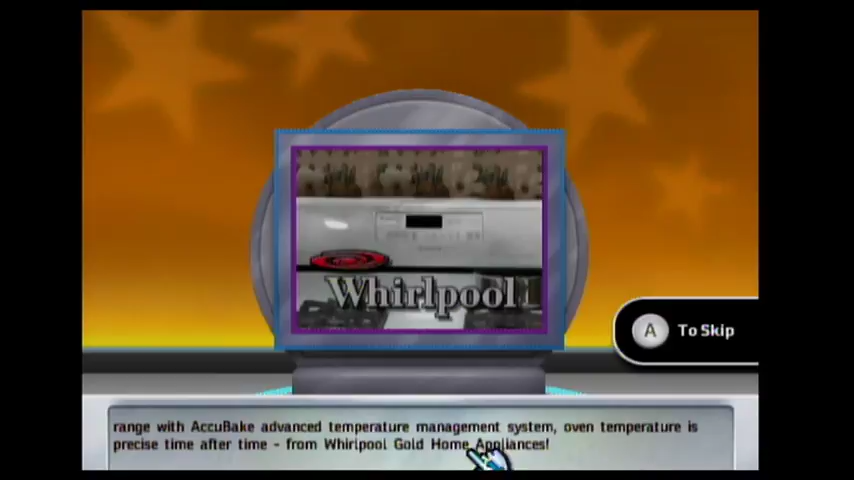 Whirlpool
A To Skip
range with AccuBake advanced temperature management system, oven temperature is
precise time after time - from Whirlpool Gold Home Appliances!